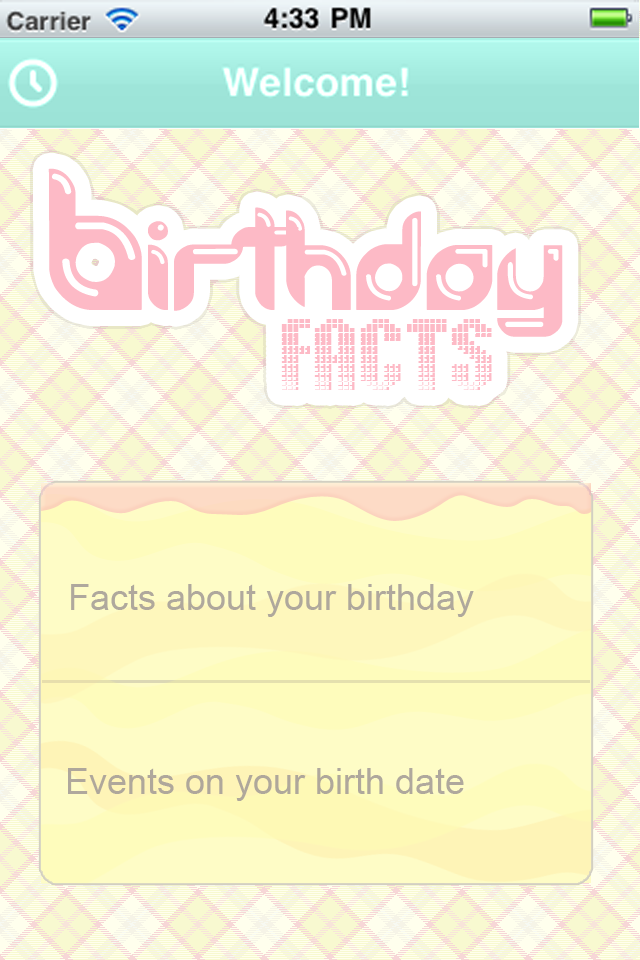 Carrier 4:33 PM
Welcome!
birthday
FACTS
Facts about your birthday
Events on your birth date